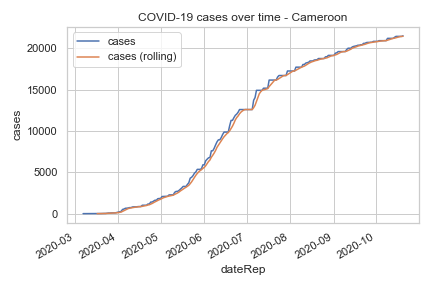 COVID-19 cases over time - Cameroon
cases
cases (rolling)
20000
15000
10000
5000
0
cases
2020-03
2020-04
2020-05
2020-06
2020-07
2020-08
2020-09
2020-10
dateRep